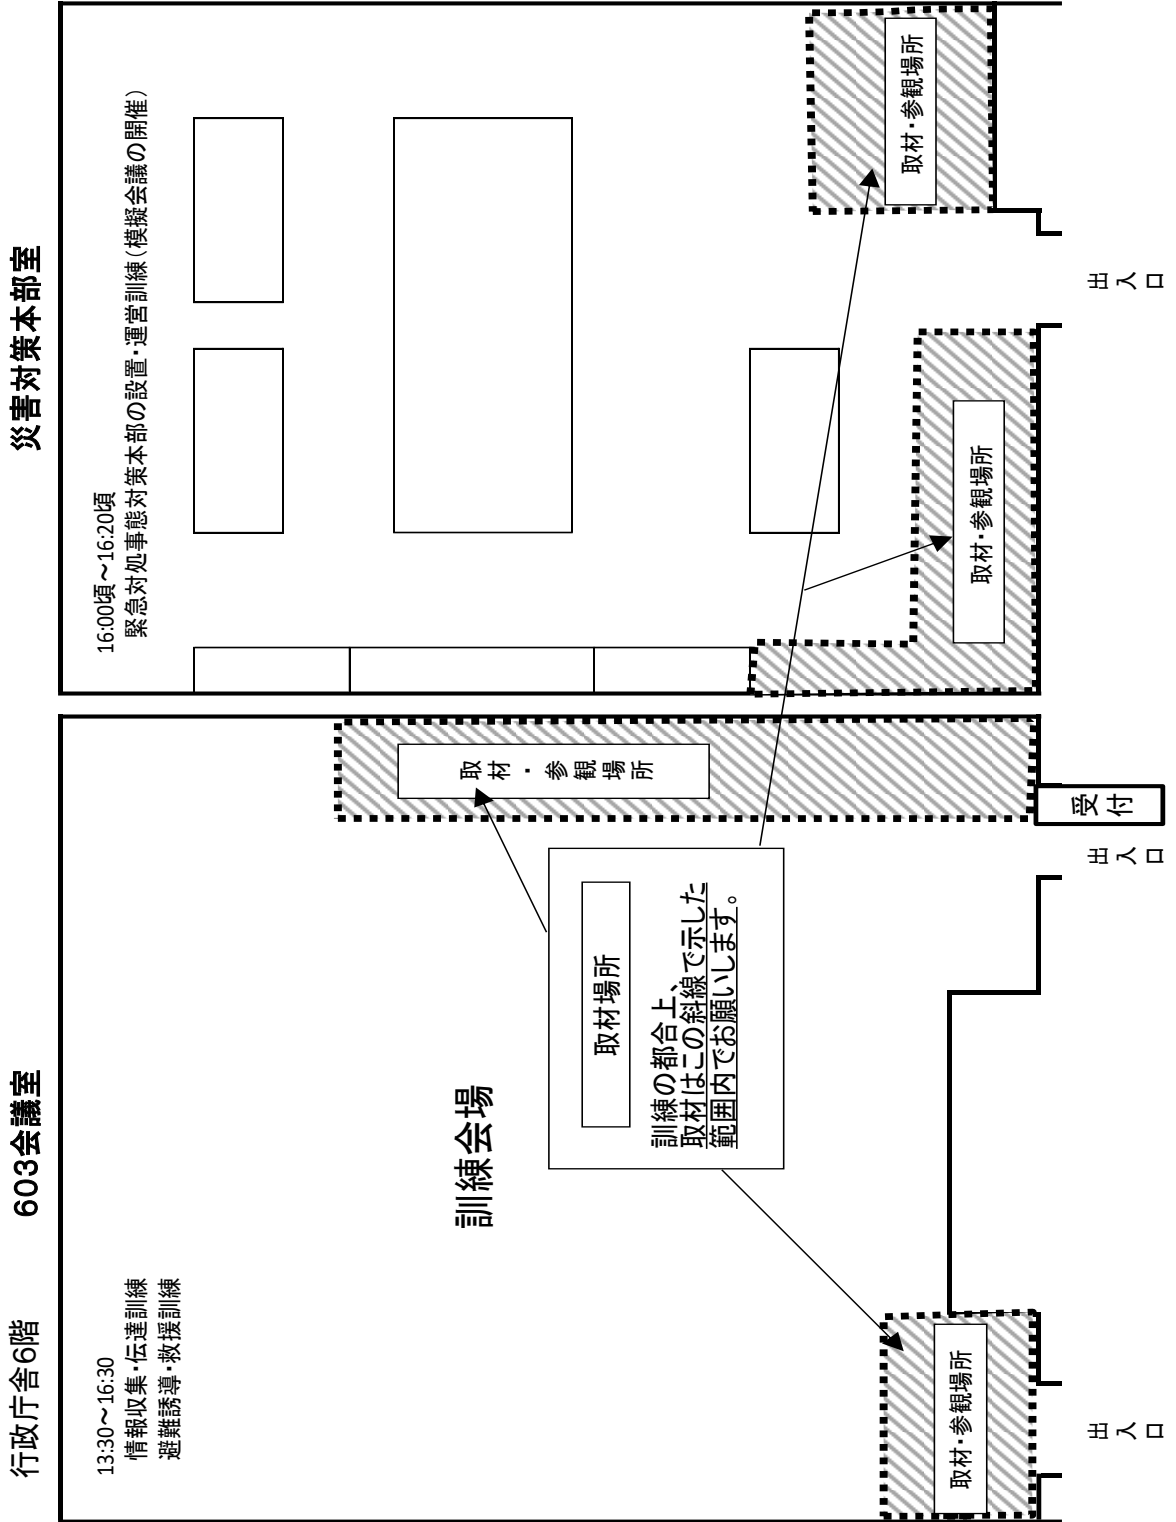 行政庁舎6階 603会議室
災害対策本部室
13:30～16:30
情報収集・伝達訓練
避難誘導・救援訓練
16:00頃～16:20頃
緊急対処事態対策本部の設置・運営訓練（模擬会議の開催）
訓練会場
取材・参観場所
取材場所
訓練の都合上、
取材はこの斜線で示した
範囲内でお願いします。
取材・参観場所
取材・参観場所
取材・参観場所
受付
出入口
出入口
出入口